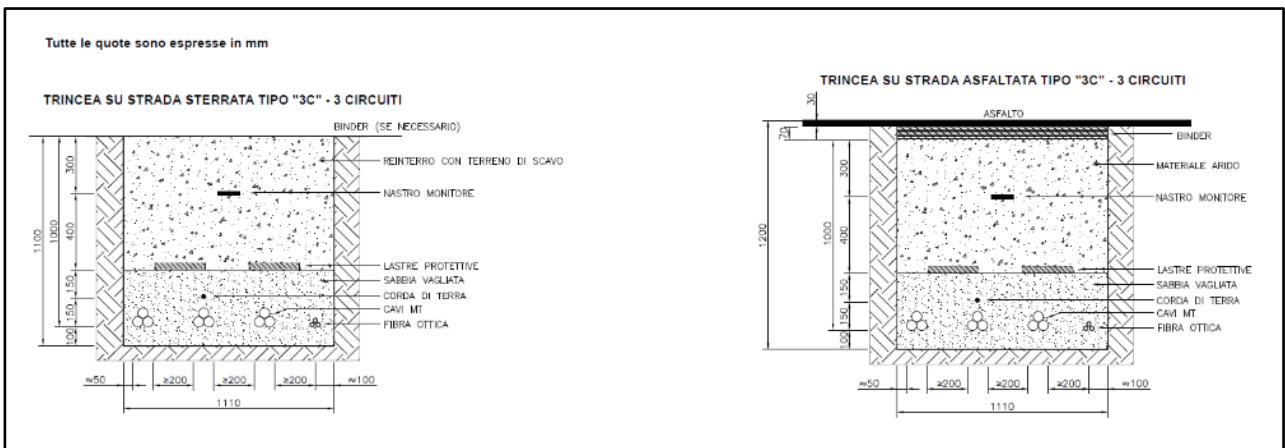 Tutte le quote sono espresse in mm
TRINCEA SU STRADA STERRATA TIPO "3C" - 3 CIRCUITI
BINDER (SE NECESSARIO)
REINTERRO CON TERRENO DI SCAVO
NASTRO MONITORE
LASTRE PROTETTIVE
SABBIA VAGLIATA
CORDA DI TERRA
CAVI MT
FIBRA OTTICA
1100
1000
300
400
150
150
100
≈50
≥200
≥200
≥200
≈100
1110
TRINCEA SU STRADA ASFALTATA TIPO "3C" - 3 CIRCUITI
30
ASFALTO
70
BINDER
MATERIALE ARIDO
NASTRO MONITORE
LASTRE PROTETTIVE
SABBIA VAGLIATA
CORDA DI TERRA
CAVI MT
FIBRA OTTICA
1200
1000
300
400
150
150
100
≈50
≥200
≥200
≥200
≈100
1110